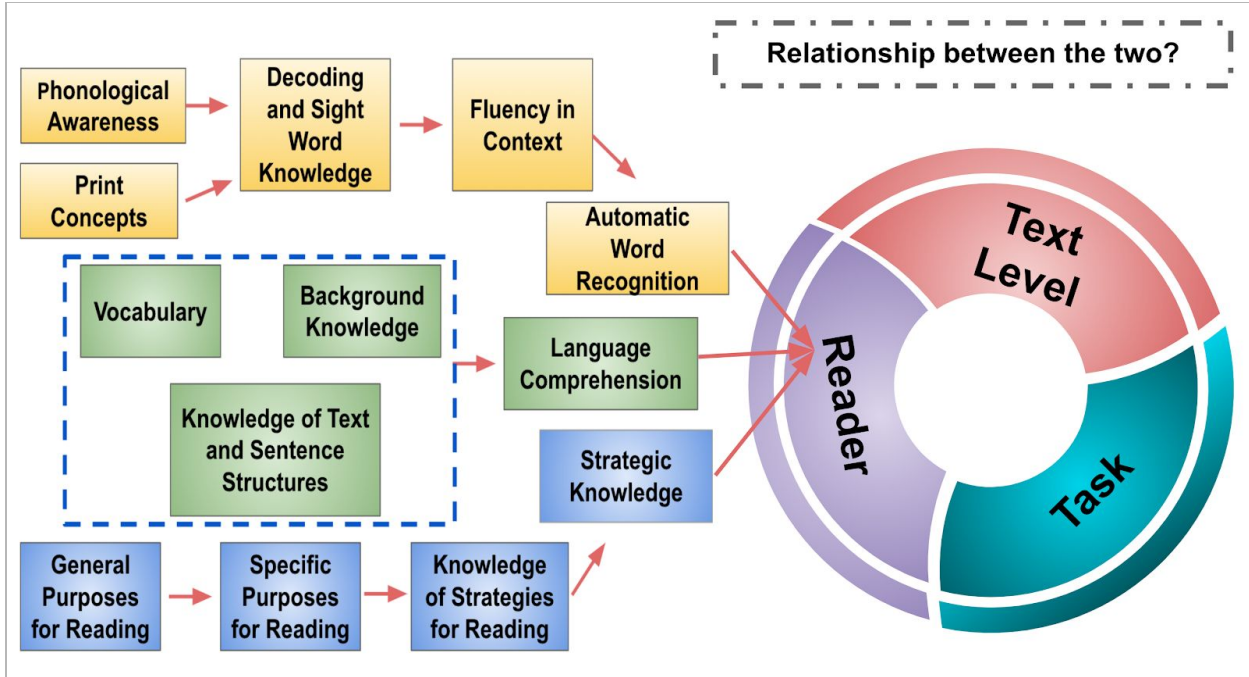 Relationship between the two?
Phonological
Awareness
Print
Concepts
Decoding
and Sight
Word
Knowledge
Fluency in
Context
Automatic
Word
Recognition
Vocabulary
Background
Knowledge
Knowledge of Text
and Sentence
Structures
Language
Comprehension
General
Purposes
for Reading
Specific
Purposes
for Reading
Knowledge
of Strategies
for Reading
Strategic
Knowledge
Reader
Text
Level
Task